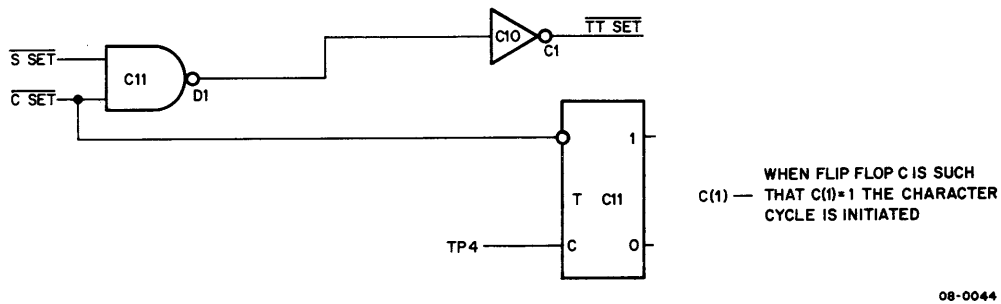 TT SET
C10
C1
S SET
C11
D1
C SET
1
T C11
TP4
C 0
C(1) — WHEN FLIP FLOP C IS SUCH
THAT C(1)=1 THE CHARACTER
CYCLE IS INITIATED
08-0044